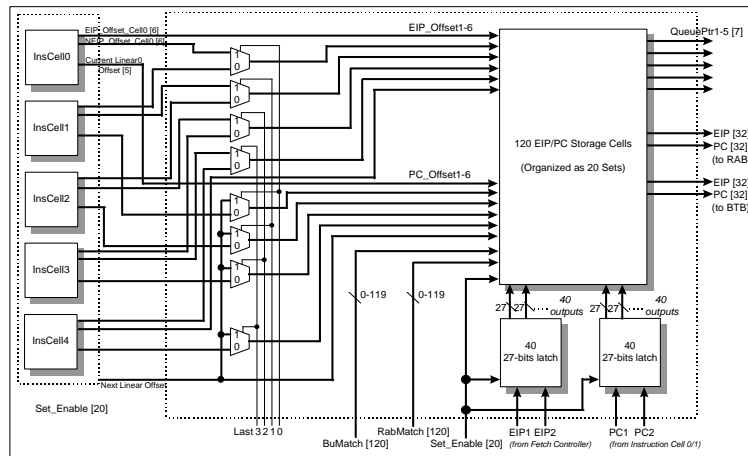 EIP_Offset_Cell0 [6]
NEIP_Offset_Cell0 [6]
Current Linear0
Offset [5]
InsCell0
InsCell1
InsCell2
InsCell3
InsCell4
Next Linear Offset
Set_Enable [20]
1
0
1
0
1
0
1
0
1
0
1
0
1
0
1
0
Last 3 2 1 0
EIP_Offset1-6
PC_Offset1-6
0-119
0-119
BuMatch [120]
RabMatch [120]
Set_Enable [20]
120 EIP/PC Storage Cells
(Organized as 20 Sets)
QueuePtr1-5 [7]
EIP [32]
PC [32]
(to RAB)
EIP [32]
PC [32]
(to BTB)
27
27
40
outputs
27
27
40
outputs
40
27-bits latch
40
27-bits latch
EIP1 EIP2
(from Fetch Controller)
PC1 PC2
(from Instruction Cell 0/1)